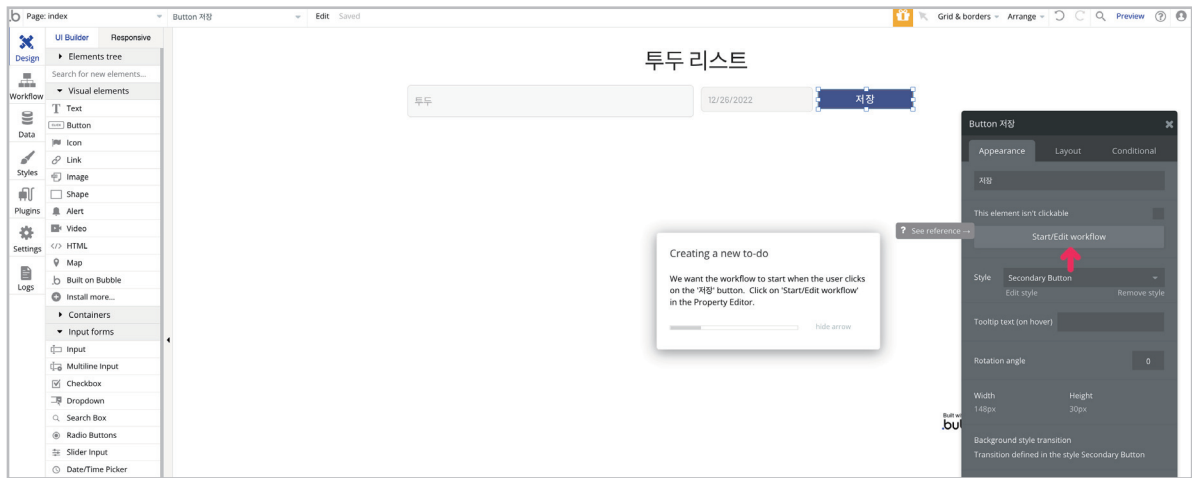 Page: index
Button 저장
Edit
Saved
Grid & borders
Arrange
Preview
Design
Workflow
Data
Styles
Plugins
Settings
Logs
UI Builder
Responsive
Elements tree
Search for new elements...
Visual elements
Text
Button
Icon
Link
Image
Shape
Alert
Video
HTML
Map
Built on Bubble
Install more...
Containers
Input forms
Input
Multiline Input
Checkbox
Dropdown
Search Box
Radio Buttons
Slider Input
Date/Time Picker
투두 리스트
투두
12/26/2022
저장
Creating a new to-do
We want the workflow to start when the user clicks
on the '저장' button. Click on 'Start/Edit workflow'
in the Property Editor.
hide arrow
Button 저장
Appearance
Layout
Conditional
저장
This element isn't clickable
? See reference →
Start/Edit workflow
Style
Secondary Button
Edit style
Remove style
Tooltip text (on hover)
Rotation angle
0
Width
Height
148px
30px
Background style transition
Transition defined in the style Secondary Button